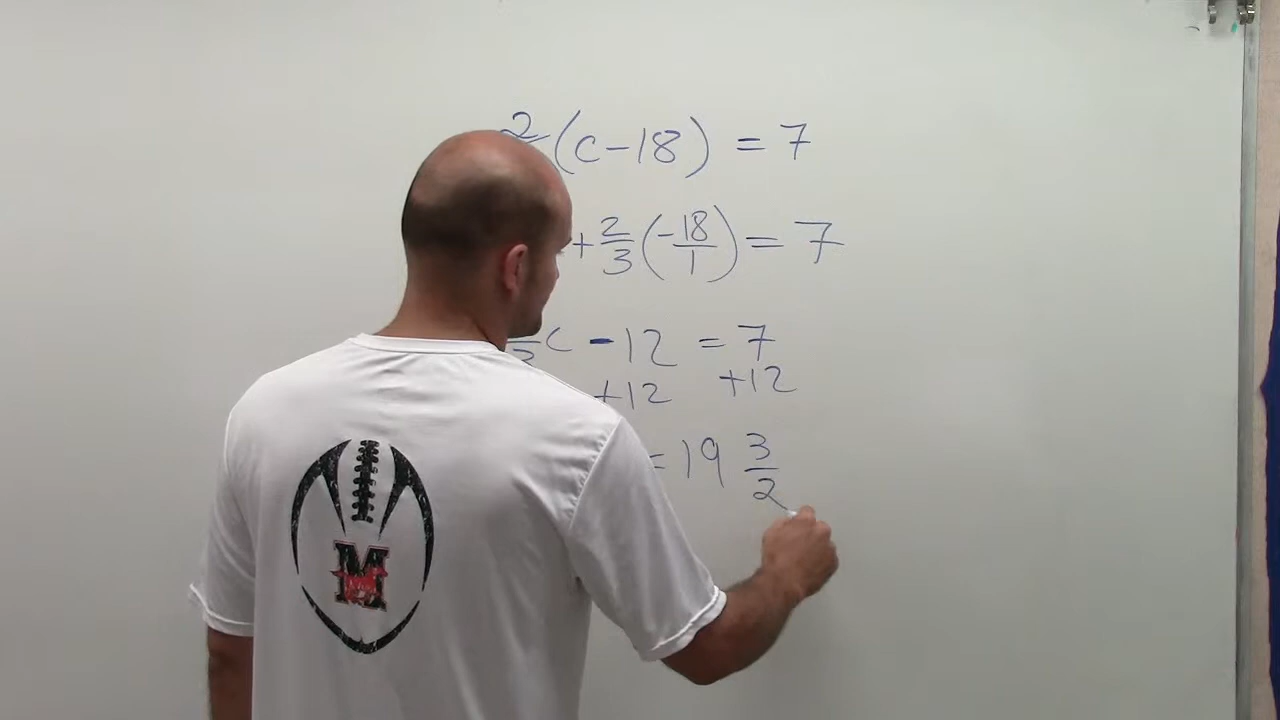 2 (c - 18) = 7
+ 2/3 (-18/1) = 7
c - 12 = 7
+12 +12
= 19 3/2
M